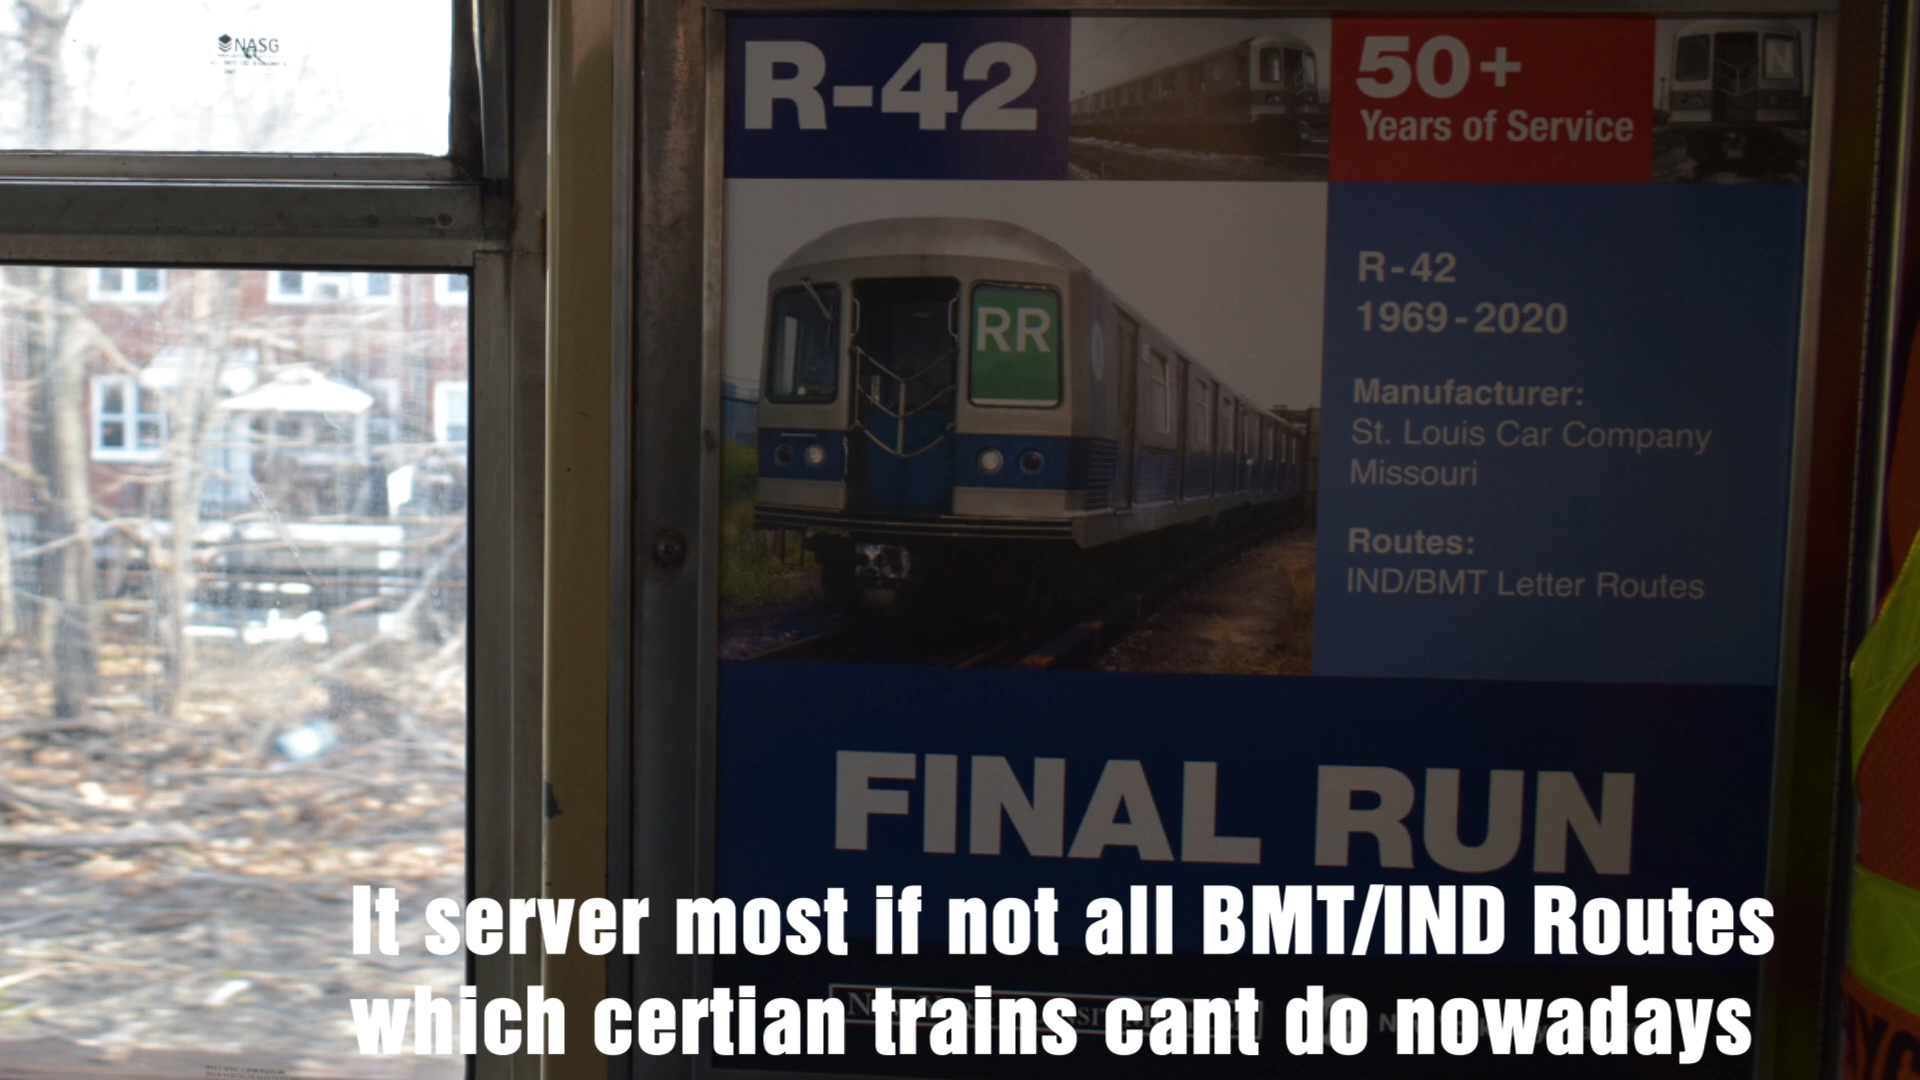 NASG
R-42
50+
Years of Service
N
RR
R-42
1969-2020
Manufacturer:
St. Louis Car Company
Missouri
Routes:
IND/BMT Letter Routes
FINAL RUN
It server most if not all BMT/IND Routes
which certian trains cant do nowadays